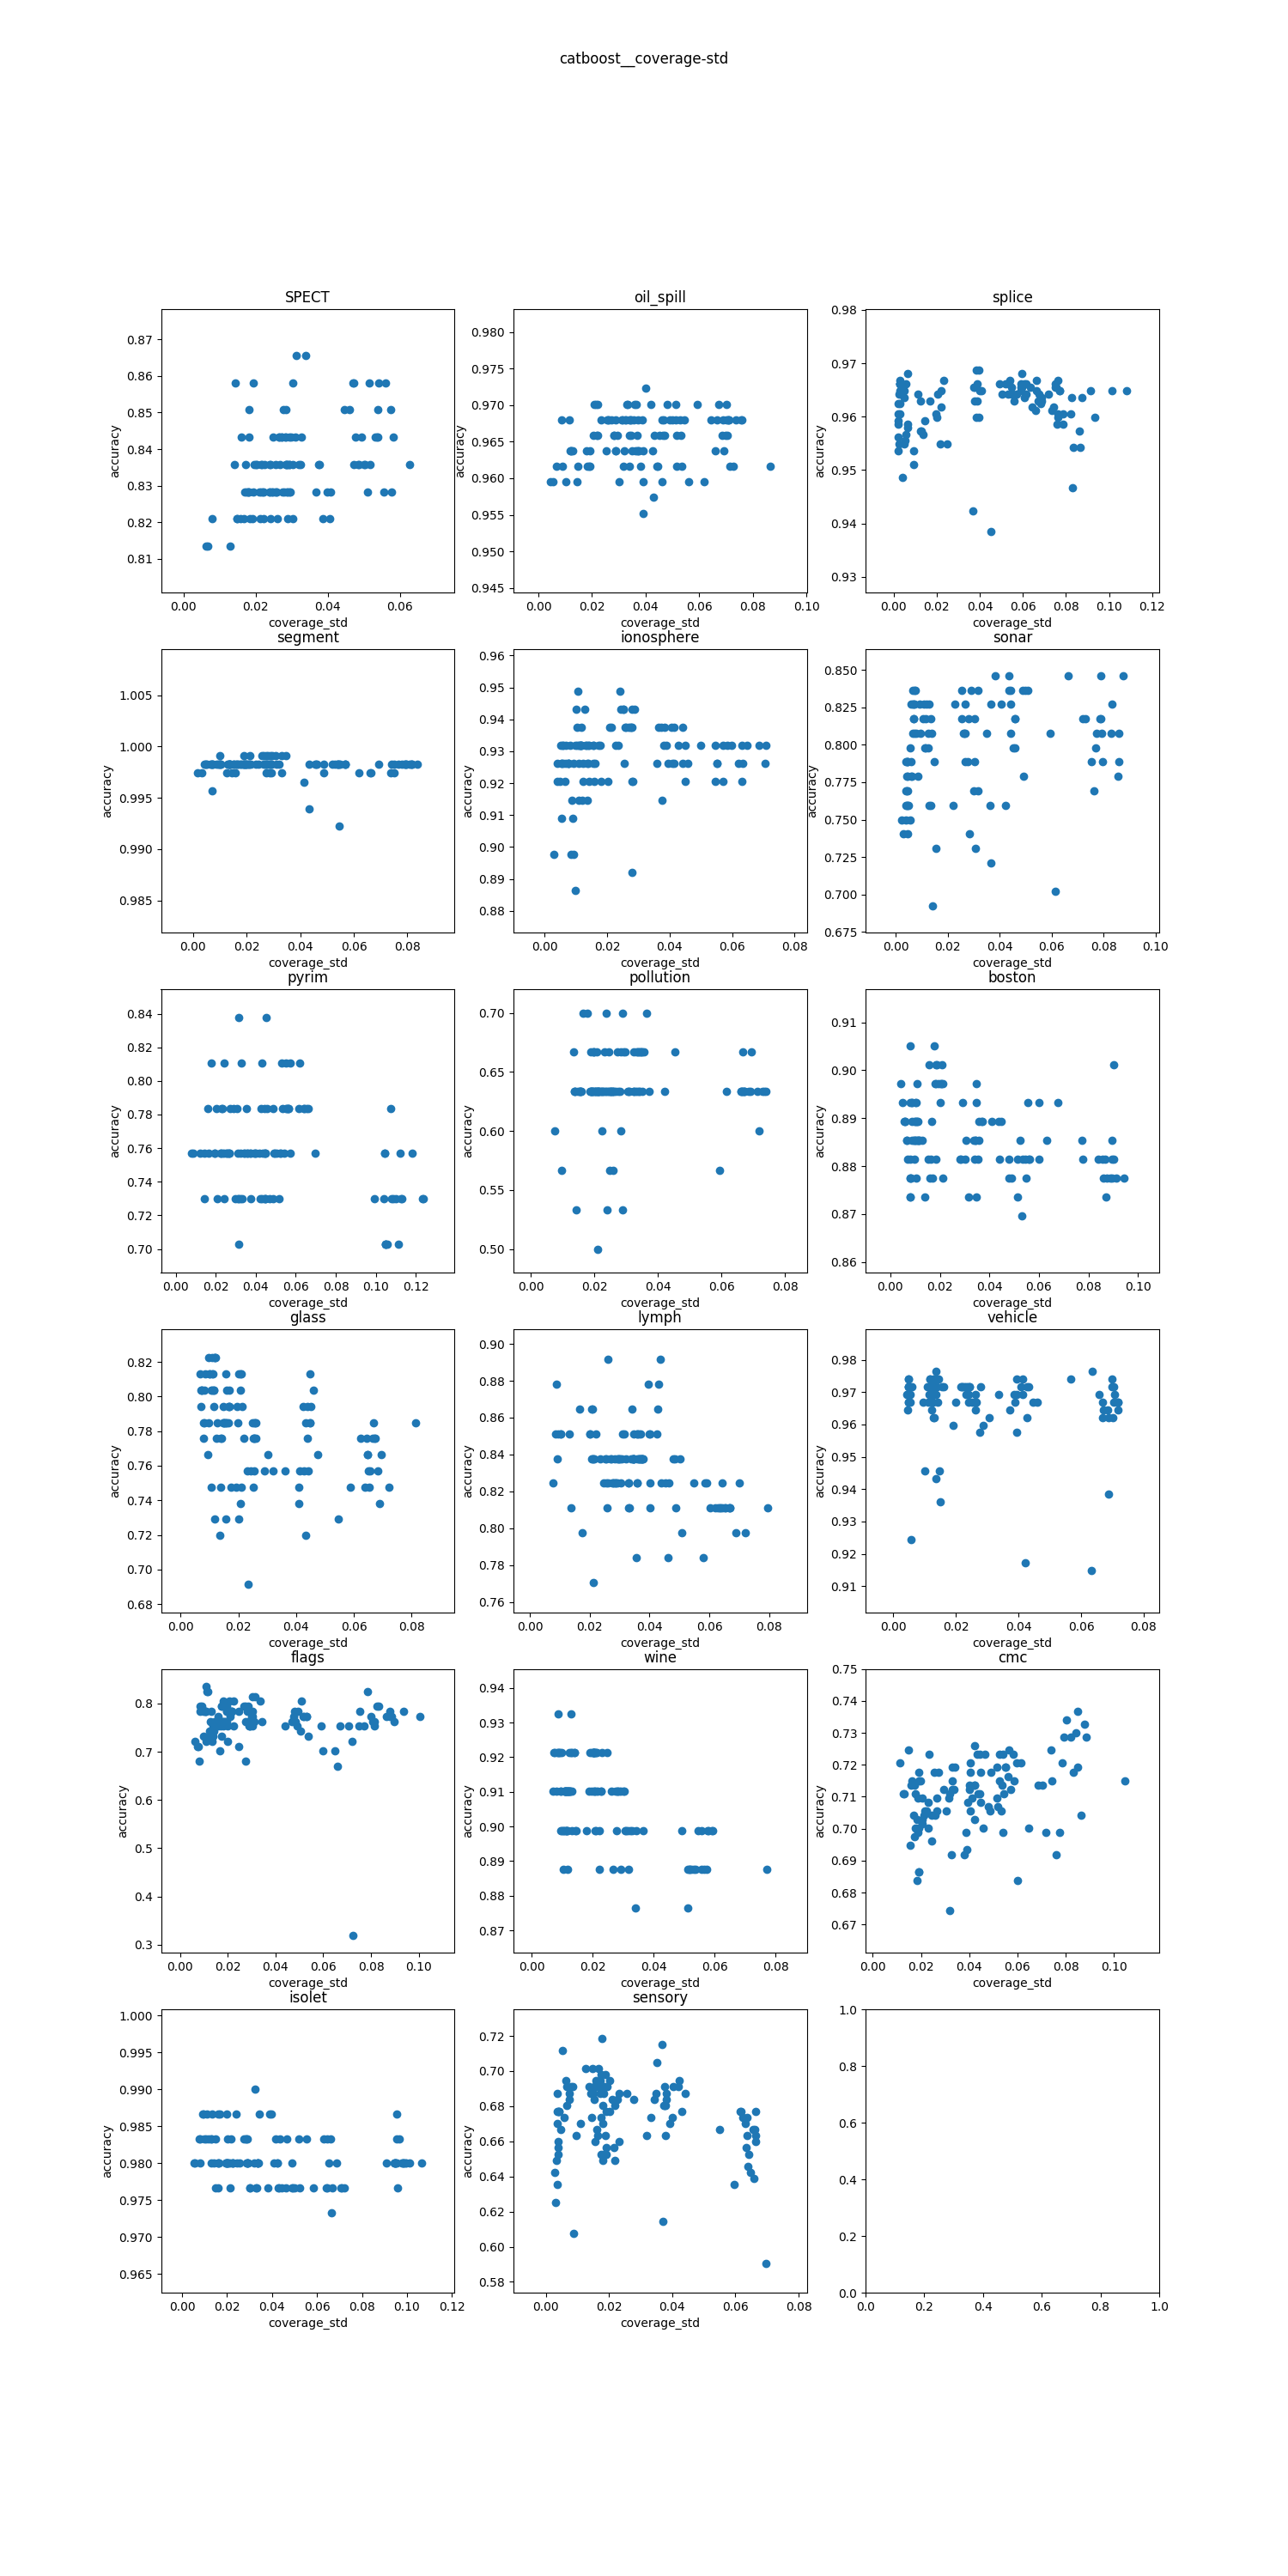 catboost__coverage-std
SPECT
oil_spill
splice
0.87
0.86
0.85
0.84
0.83
0.82
0.81
accuracy
0.00 0.02 0.04 0.06
coverage_std
0.980
0.975
0.970
0.965
0.960
0.955
0.950
0.945
accuracy
0.00 0.02 0.04 0.06 0.08 0.10
coverage_std
0.98
0.97
0.96
0.95
0.94
0.93
accuracy
0.00 0.02 0.04 0.06 0.08 0.10 0.12
coverage_std
segment
ionosphere
sonar
1.005
1.000
0.995
0.990
0.985
accuracy
0.00 0.02 0.04 0.06 0.08
coverage_std
0.96
0.95
0.94
0.93
0.92
0.91
0.90
0.89
0.88
accuracy
0.00 0.02 0.04 0.06 0.08
coverage_std
0.850
0.825
0.800
0.775
0.750
0.725
0.700
0.675
accuracy
0.00 0.02 0.04 0.06 0.08 0.10
coverage_std
pyrim
pollution
boston
0.84
0.82
0.80
0.78
0.76
0.74
0.72
0.70
accuracy
0.00 0.02 0.04 0.06 0.08 0.10 0.12
coverage_std
0.70
0.65
0.60
0.55
0.50
accuracy
0.00 0.02 0.04 0.06 0.08
coverage_std
0.91
0.90
0.89
0.88
0.87
0.86
accuracy
0.00 0.02 0.04 0.06 0.08 0.10
coverage_std
glass
lymph
vehicle
0.82
0.80
0.78
0.76
0.74
0.72
0.70
0.68
accuracy
0.00 0.02 0.04 0.06 0.08
coverage_std
0.90
0.88
0.86
0.84
0.82
0.80
0.78
0.76
accuracy
0.00 0.02 0.04 0.06 0.08
coverage_std
0.98
0.97
0.96
0.95
0.94
0.93
0.92
0.91
accuracy
0.00 0.02 0.04 0.06 0.08
coverage_std
flags
wine
cmc
0.8
0.7
0.6
0.5
0.4
0.3
accuracy
0.00 0.02 0.04 0.06 0.08 0.10
coverage_std
0.94
0.93
0.92
0.91
0.90
0.89
0.88
0.87
accuracy
0.00 0.02 0.04 0.06 0.08
coverage_std
0.75
0.74
0.73
0.72
0.71
0.70
0.69
0.68
0.67
accuracy
0.00 0.02 0.04 0.06 0.08 0.10
coverage_std
isolet
sensory
1.000
0.995
0.990
0.985
0.980
0.975
0.970
0.965
accuracy
0.00 0.02 0.04 0.06 0.08 0.10 0.12
coverage_std
0.72
0.70
0.68
0.66
0.64
0.62
0.60
0.58
accuracy
0.00 0.02 0.04 0.06 0.08
coverage_std
1.0
0.8
0.6
0.4
0.2
0.0
0.0 0.2 0.4 0.6 0.8 1.0